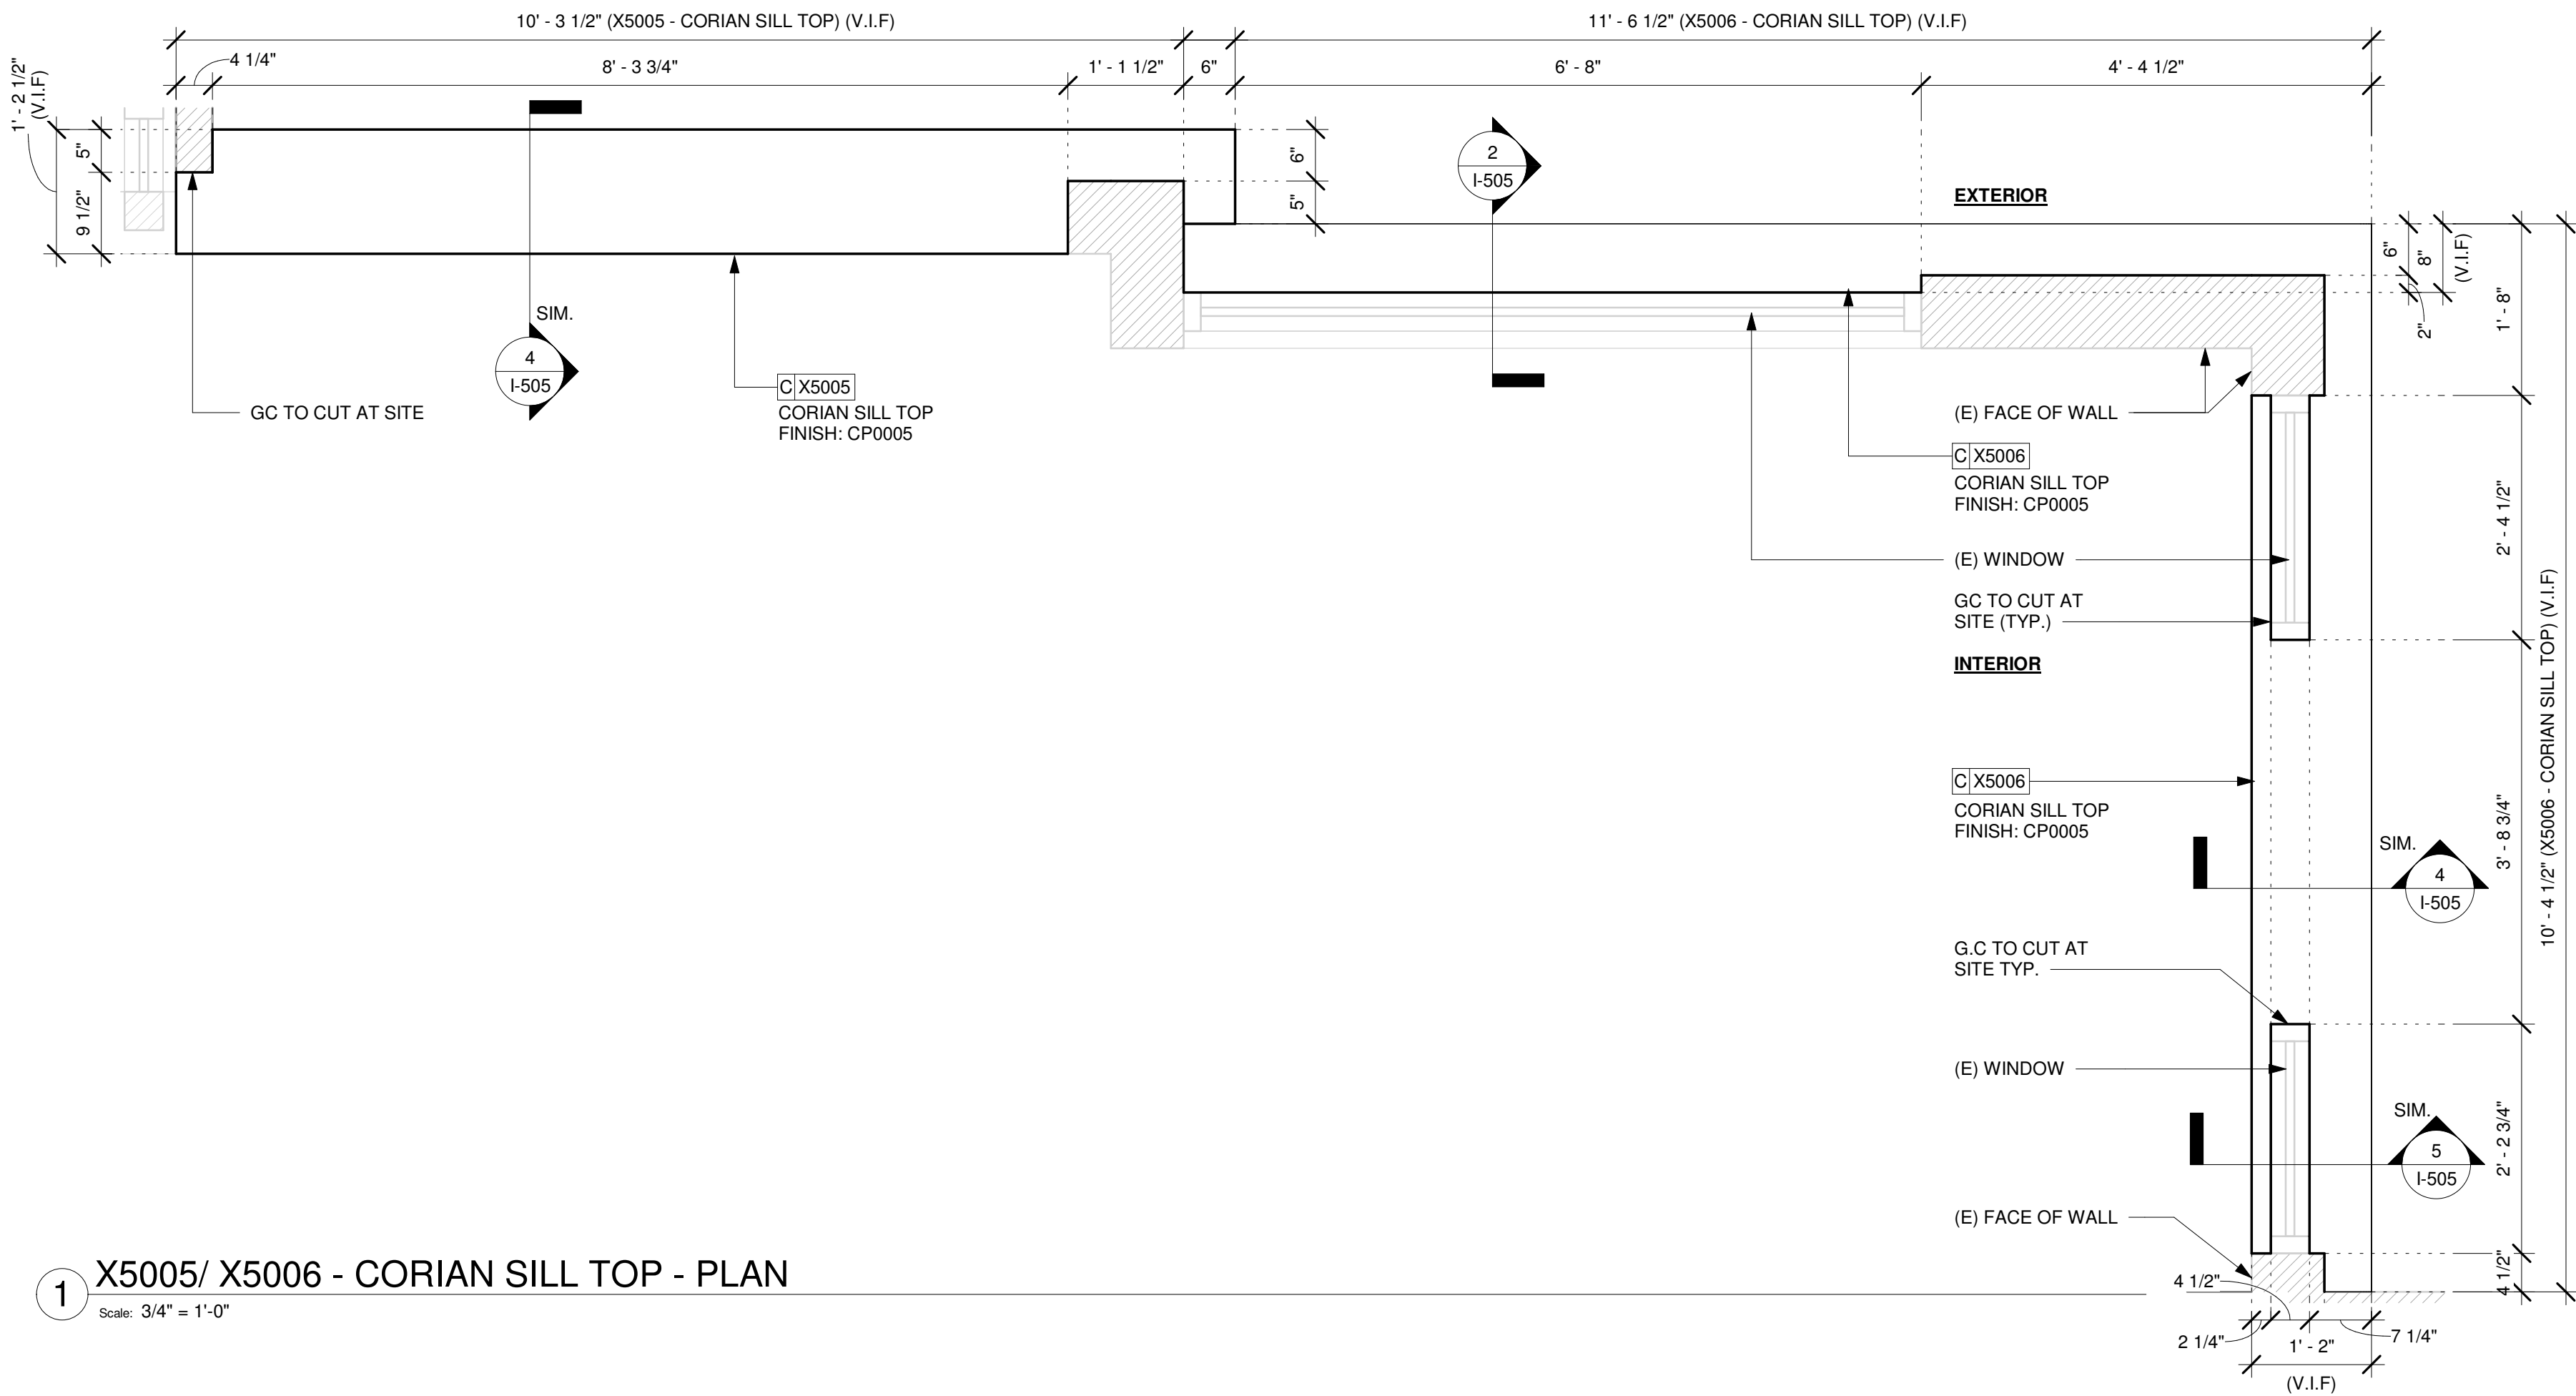 10' - 3 1/2" (X5005 - CORIAN SILL TOP) (V.I.F)
11' - 6 1/2" (X5006 - CORIAN SILL TOP) (V.I.F)
4 1/4"
8' - 3 3/4"
1' - 1 1/2"
6"
6' - 8"
4' - 4 1/2"
1' - 2 1/2"
(V.I.F)
5"
9 1/2"
6"
5"
2
I-505
EXTERIOR
6"
8"
(V.I.F)
2"
1' - 8"
SIM.
4
I-505
GC TO CUT AT SITE
C X5005
CORIAN SILL TOP
FINISH: CP0005
(E) FACE OF WALL
C X5006
CORIAN SILL TOP
FINISH: CP0005
2' - 4 1/2"
(E) WINDOW
GC TO CUT AT
SITE (TYP.)
INTERIOR
10' - 4 1/2" (X5006 - CORIAN SILL TOP) (V.I.F)
C X5006
CORIAN SILL TOP
FINISH: CP0005
3' - 8 3/4"
SIM.
4
I-505
G.C TO CUT AT
SITE TYP.
(E) WINDOW
SIM.
5
I-505
2' - 2 3/4"
(E) FACE OF WALL
4 1/2"
4 1/2"
2 1/4"
1' - 2"
7 1/4"
(V.I.F)
1
X5005/ X5006 - CORIAN SILL TOP - PLAN
Scale: 3/4" = 1'-0"